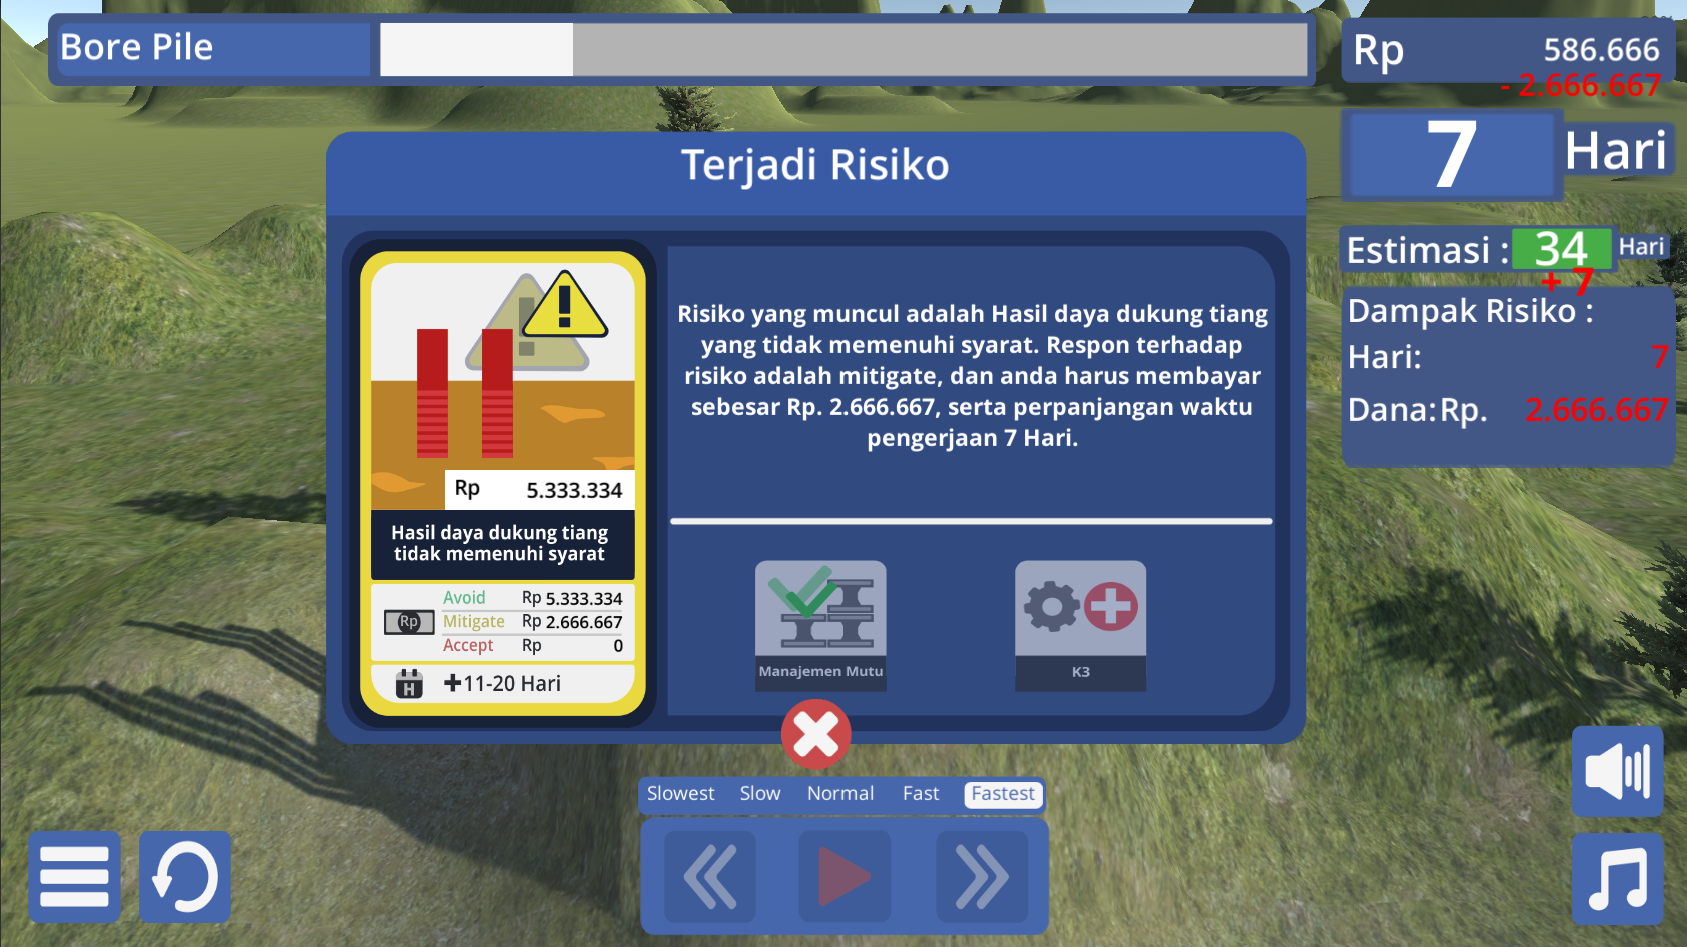 Bore Pile
Rp 586.666
- 2.666.667
7 Hari
Estimasi : 34 Hari
+ 7
Dampak Risiko :
Hari: 7
Dana: Rp. 2.666.667
Terjadi Risiko
Rp 5.333.334
Hasil daya dukung tiang
tidak memenuhi syarat
Rp
Avoid Rp 5.333.334
Mitigate Rp 2.666.667
Accept Rp 0
H +11-20 Hari
Risiko yang muncul adalah Hasil daya dukung tiang
yang tidak memenuhi syarat. Respon terhadap
risiko adalah mitigate, dan anda harus membayar
sebesar Rp. 2.666.667, serta perpanjangan waktu
pengerjaan 7 Hari.
Manajemen Mutu
K3
Slowest Slow Normal Fast Fastest